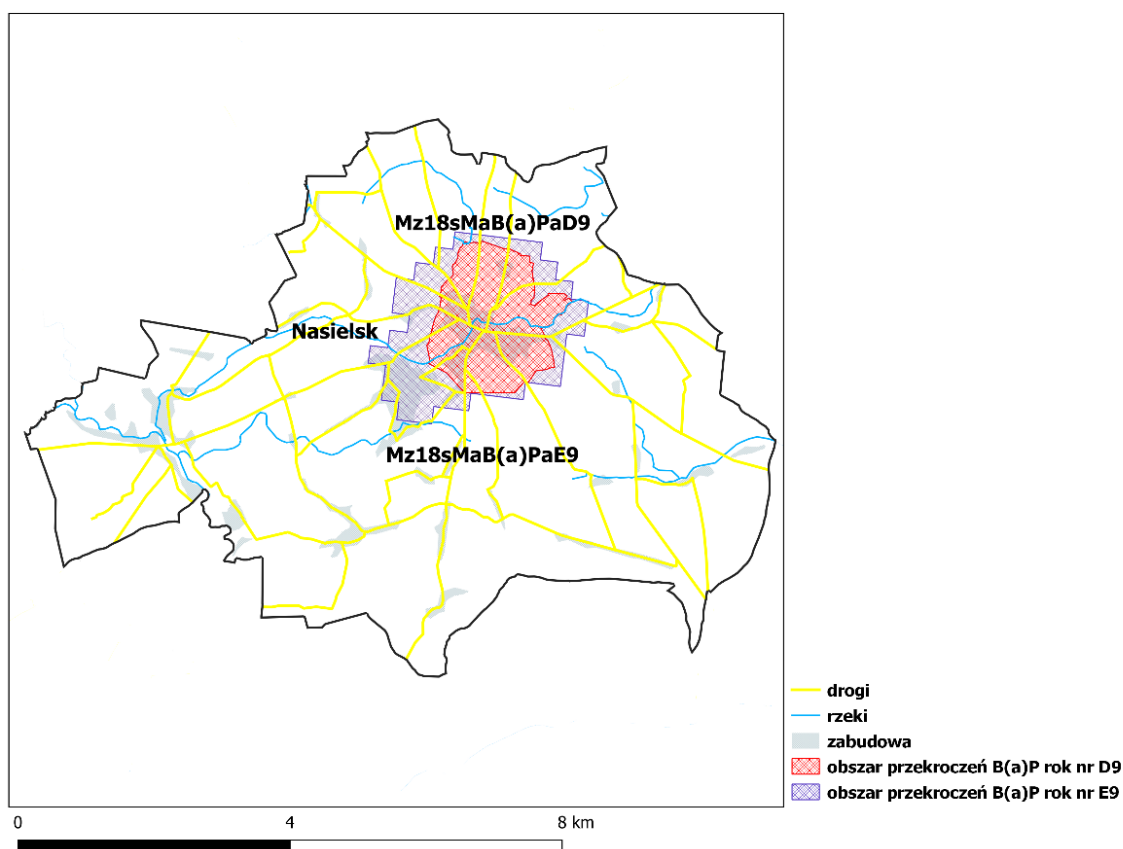 Mz18sMaB(a)PaD9
Nasielsk
Mz18sMaB(a)PaE9
drogi
rzeki
zabudowa
obszar przekroczeń B(a)P rok nr D9
obszar przekroczeń B(a)P rok nr E9
0 4 8 km